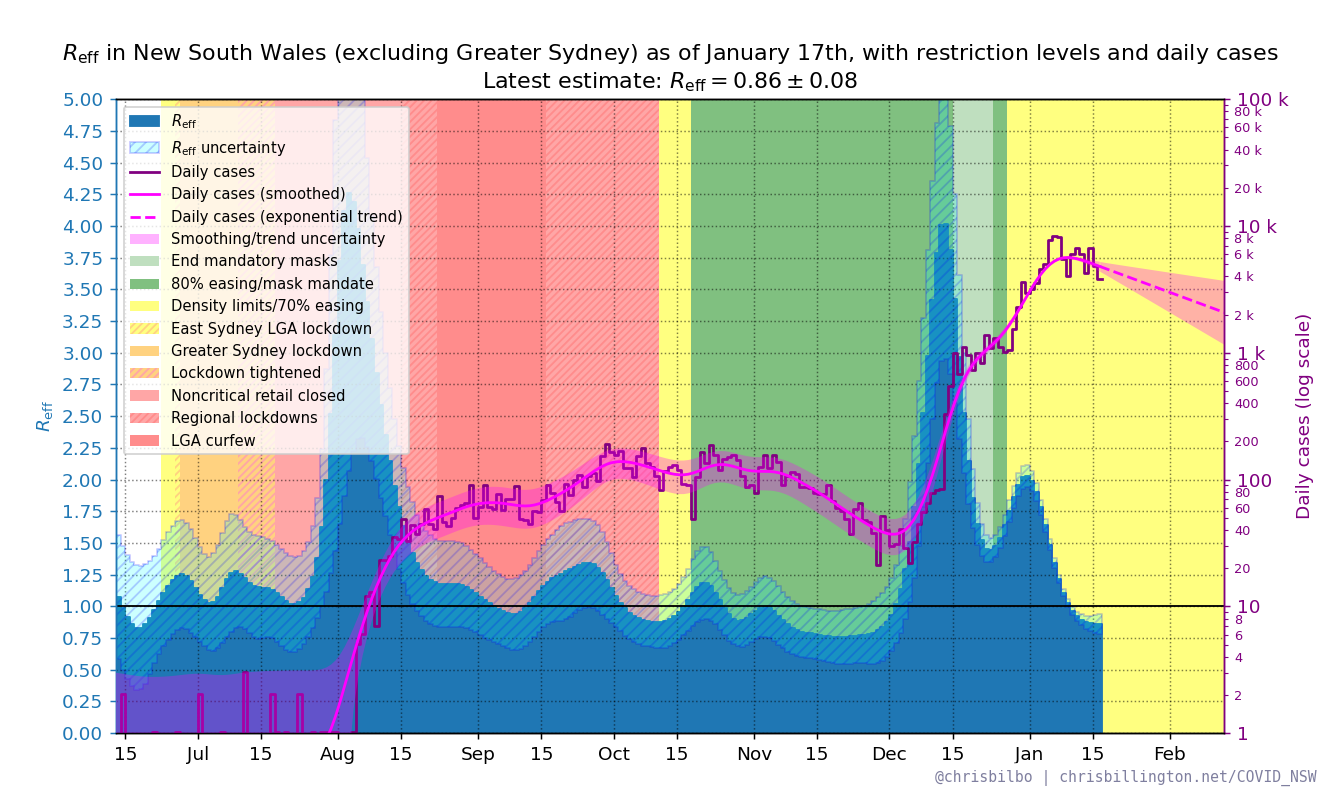 Reff in New South Wales (excluding Greater Sydney) as of January 17th, with restriction levels and daily cases
Latest estimate: Reff = 0.86 ± 0.08
Reff
Reff uncertainty
Daily cases
Daily cases (smoothed)
Daily cases (exponential trend)
Smoothing/trend uncertainty
End mandatory masks
80% easing/mask mandate
Density limits/70% easing
East Sydney LGA lockdown
Greater Sydney lockdown
Lockdown tightened
Noncritical retail closed
Regional lockdowns
LGA curfew
Reff
5.00
4.75
4.50
4.25
4.00
3.75
3.50
3.25
3.00
2.75
2.50
2.25
2.00
1.75
1.50
1.25
1.00
0.75
0.50
0.25
0.00
15 Jul 15 Aug 15 Sep 15 Oct 15 Nov 15 Dec 15 Jan 15 Feb
100 k
80 k
60 k
40 k
20 k
10 k
8 k
6 k
4 k
2 k
1 k
800
600
400
200
100
80
60
40
20
10
8
6
4
2
1
Daily cases (log scale)
@chrisbilbo | chrisbillington.net/COVID_NSW